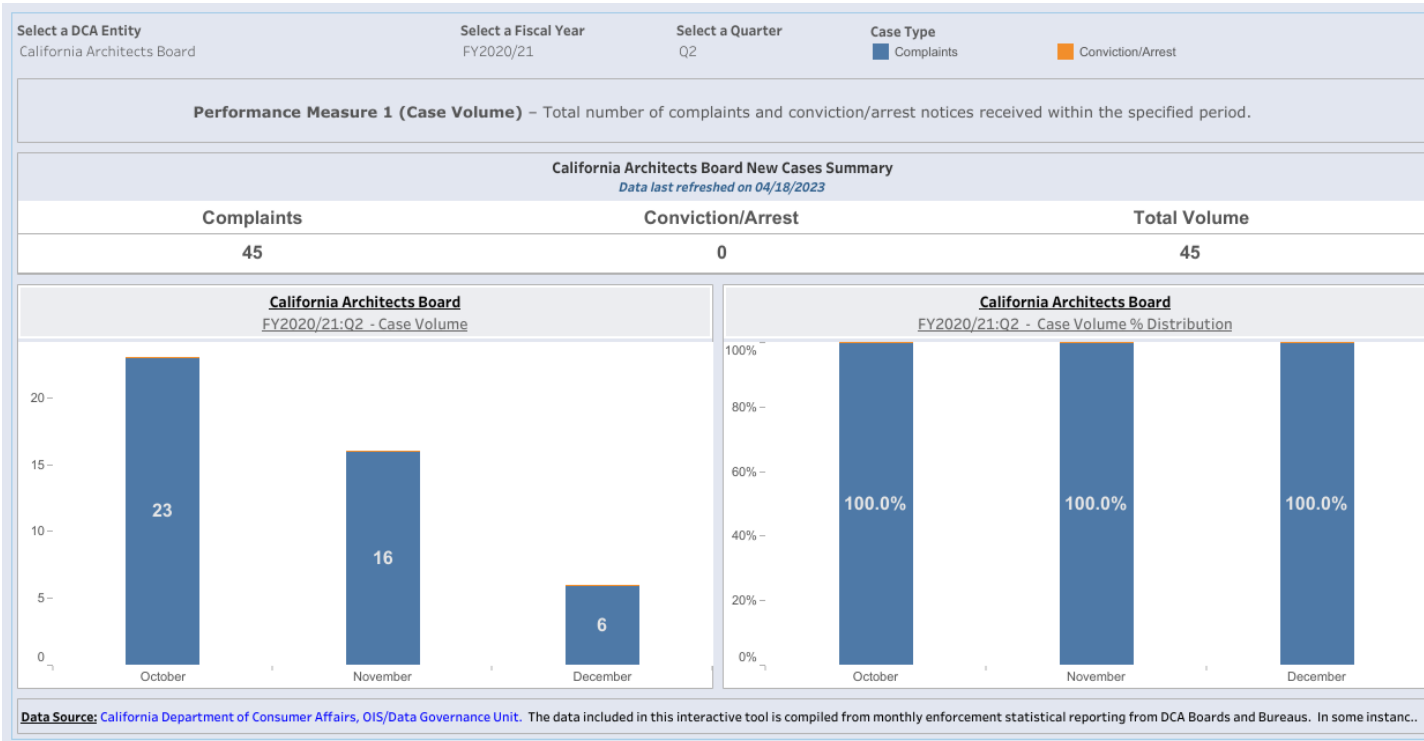 Select a DCA Entity
California Architects Board
Select a Fiscal Year
FY2020/21
Select a Quarter
Q2
Case Type
Complaints
Conviction/Arrest
Performance Measure 1 (Case Volume) – Total number of complaints and conviction/arrest notices received within the specified period.
California Architects Board New Cases Summary
Data last refreshed on 04/18/2023
Complaints Conviction/Arrest Total Volume
45 0 45
California Architects Board
FY2020/21:Q2 - Case Volume
20
15
10
5
0
23
16
6
October November December
California Architects Board
FY2020/21:Q2 - Case Volume % Distribution
100%
80%
60%
40%
20%
0%
100.0% 100.0% 100.0%
October November December
Data Source: California Department of Consumer Affairs, OIS/Data Governance Unit. The data included in this interactive tool is compiled from monthly enforcement statistical reporting from DCA Boards and Bureaus. In some instanc..